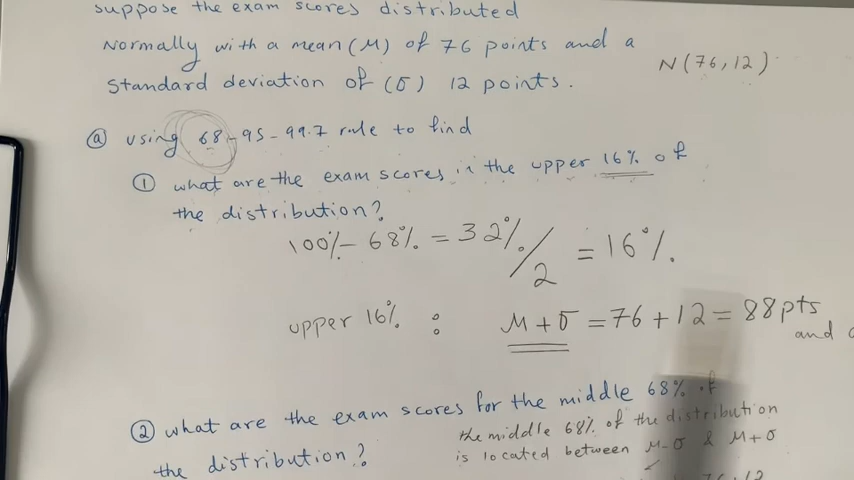 suppose the exam scores distributed
Normally with a mean (μ) of 76 points and a
standard deviation of (σ) 12 points.
N(76,12)
ⓐ using 68-95-99.7 rule to find
① what are the exam scores in the upper 16% of
the distribution?
100% - 68% = 32%/2 = 16%.
upper 16% : μ+σ = 76+12 = 88pts
and
② what are the exam scores for the middle 68% of
the distribution?
the middle 68% of the distribution
is located between μ-σ & μ+σ